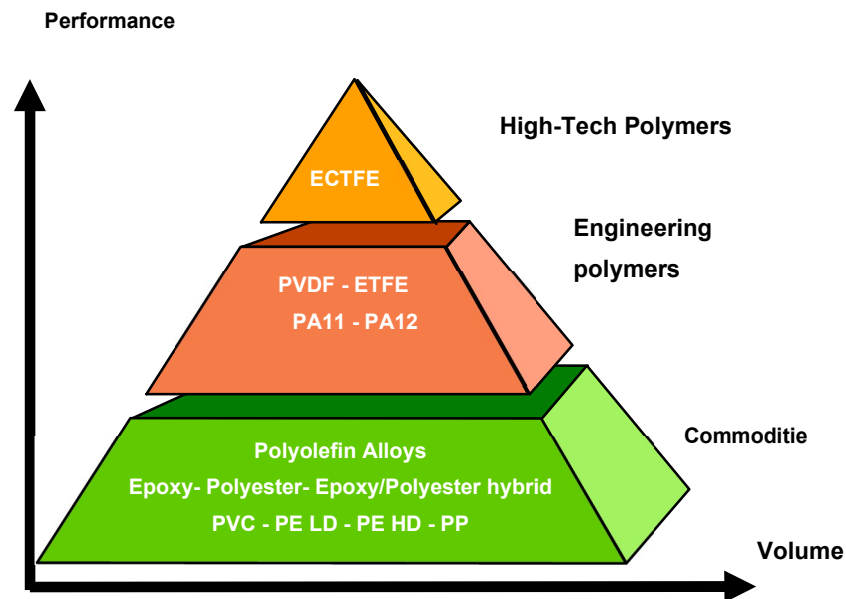 Performance
High-Tech Polymers
ECTFE
Engineering
polymers
PVDF - ETFE
PA11 - PA12
Commoditie
Polyolefin Alloys
Epoxy- Polyester- Epoxy/Polyester hybrid
PVC - PE LD - PE HD - PP
Volume